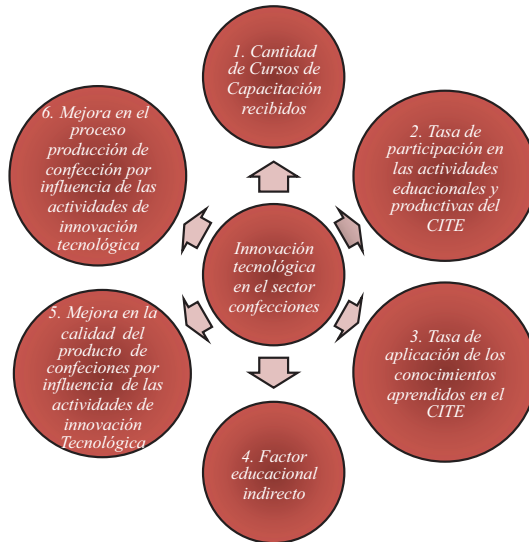 1. Cantidad
de Cursos de
Capacitación
recibidos
2. Tasa de
participación en
las actividades
eduacionales y
productivas del
CITE
3. Tasa de
aplicación de los
conocimientos
aprendidos en el
CITE
4. Factor
educacional
indirecto
5. Mejora en la
calidad del
producto de
confeciones por
influencia de las
actividades de
innovación
Tecnológica
6. Mejora en el
proceso
producción de
confección por
influencia de las
actividades de
innovación
tecnológica
Innovación
tecnológica
en el sector
confecciones